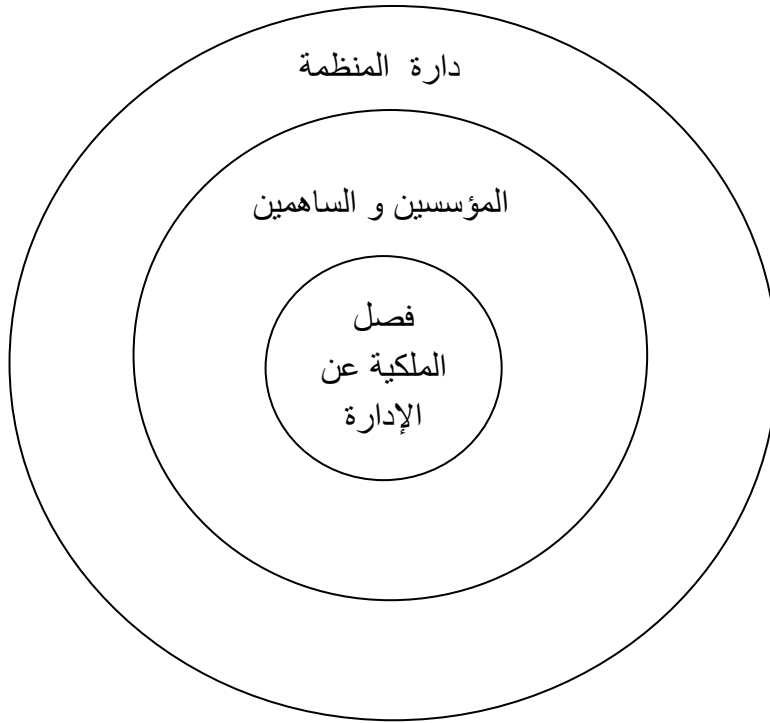 دارة المنظمة
المؤسسين و الساهمين
فصل
الملكية عن
الإدارة